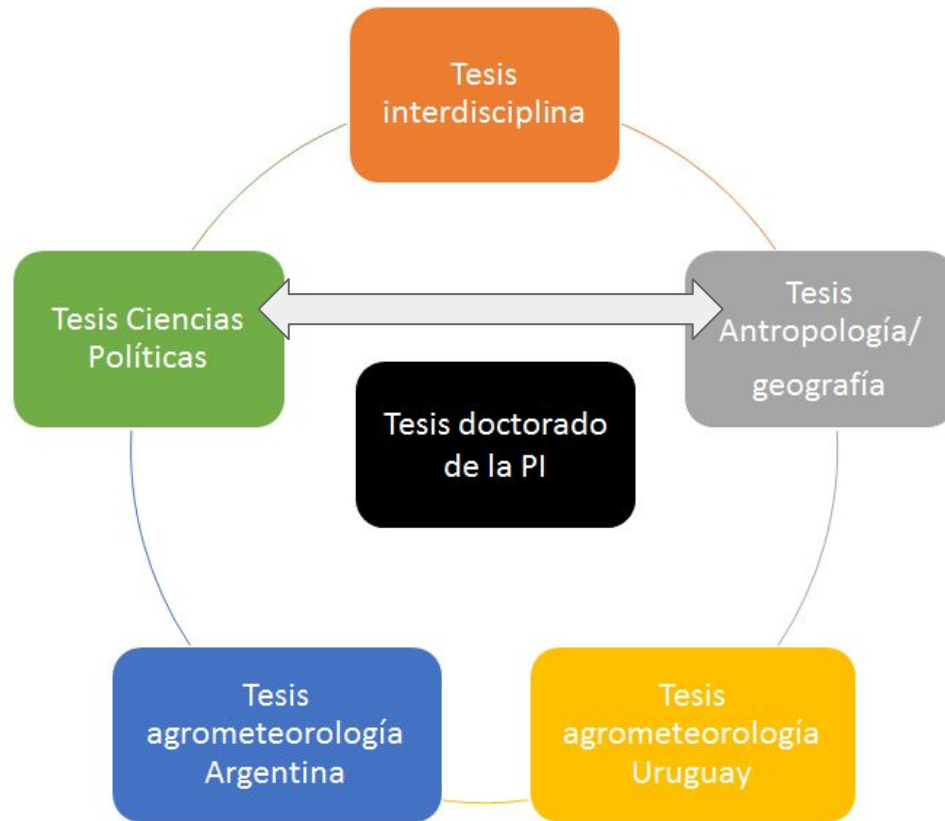 Tesis
interdisciplina
Tesis Ciencias
Políticas
Tesis
Antropología/
geografía
Tesis doctorado
de la PI
Tesis
agrometeorología
Argentina
Tesis
agrometeorología
Uruguay